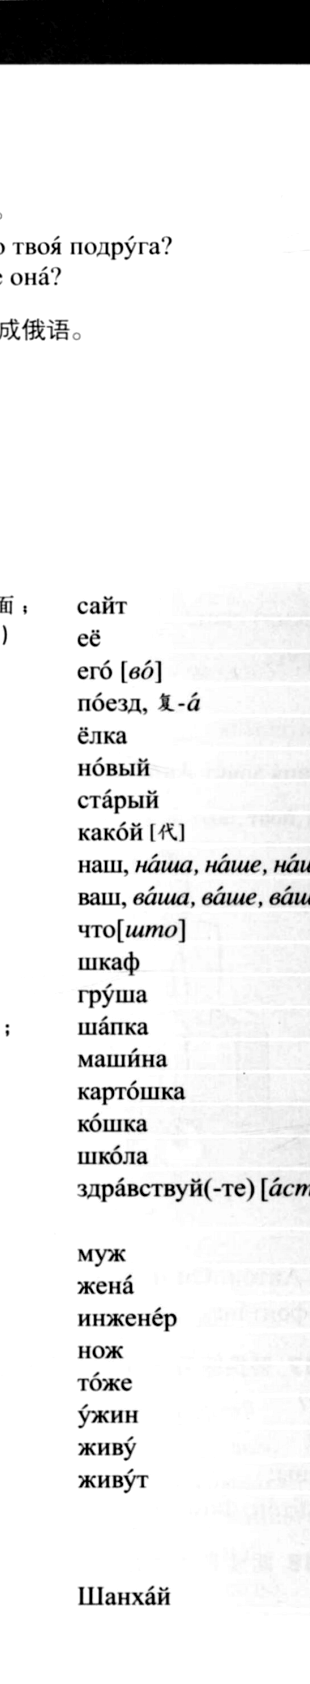 。
твоя́ подру́га?
она́?
成俄语。
面； сайт
) её
его́ [во́]
по́езд, 复-а́
ёлка
но́вый
ста́рый
како́й [代]
наш, на́ша, на́ше,
ваш, ва́ша, ва́ше,
что[што]
шкаф
гру́ша
； ша́пка
маши́на
карто́шка
ко́шка
шко́ла
здра́вствуй(-те)
муж
жена́
инжене́р
нож
то́же
у́жин
живу́
живу́т
Шанха́й